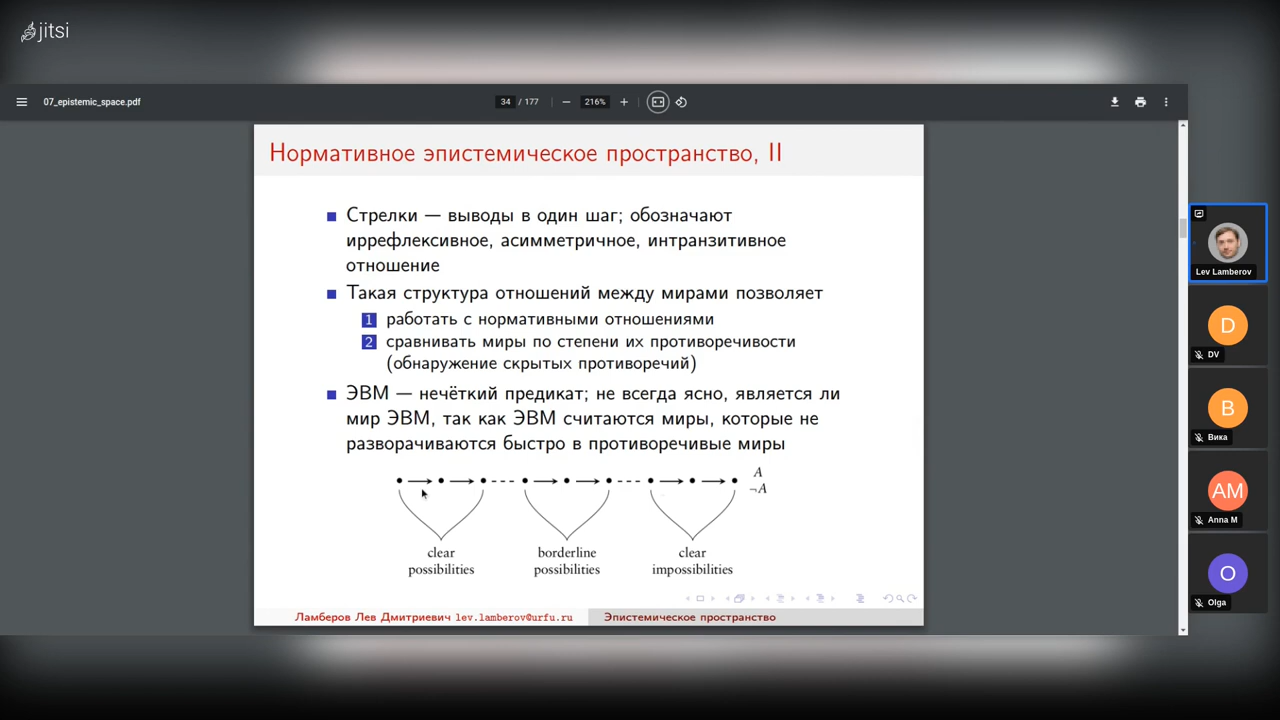 jitsi
07_epistemic_space.pdf
34 / 177
216%
Нормативное эпистемическое пространство, II
Стрелки — выводы в один шаг; обозначают
иррефлексивное, асимметричное, интранзитивное
отношение
Такая структура отношений между мирами позволяет
1 работать с нормативными отношениями
2 сравнивать миры по степени их противоречивости
(обнаружение скрытых противоречий)
ЭВМ — нечёткий предикат; не всегда ясно, является ли
мир ЭВМ, так как ЭВМ считаются миры, которые не
разворачиваются быстро в противоречивые миры
A
¬A
clear
possibilities
borderline
possibilities
clear
impossibilities
Ламберов Лев Дмитриевич lev.lamberov@urfu.ru
Эпистемическое пространство
Lev Lamberov
D
DV
B
Вика
AM
Anna M
O
Olga